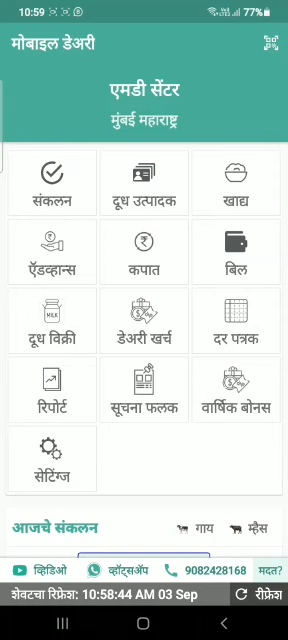 10:59 77%
मोबाइल डेअरी
एमडी सेंटर
मुंबई महाराष्ट्र
संकलन दूध उत्पादक खाद्य
ऍडव्हान्स कपात बिल
MILK
दूध विक्री डेअरी खर्च दर पत्रक
रिपोर्ट सूचना फलक वार्षिक बोनस
सेटिंग्ज
आजचे संकलन गाय म्हैस
व्हिडिओ व्हॉट्सॲप 9082428168 मदत?
शेवटचा रिफ्रेश: 10:58:44 AM 03 Sep रीफ्रेश